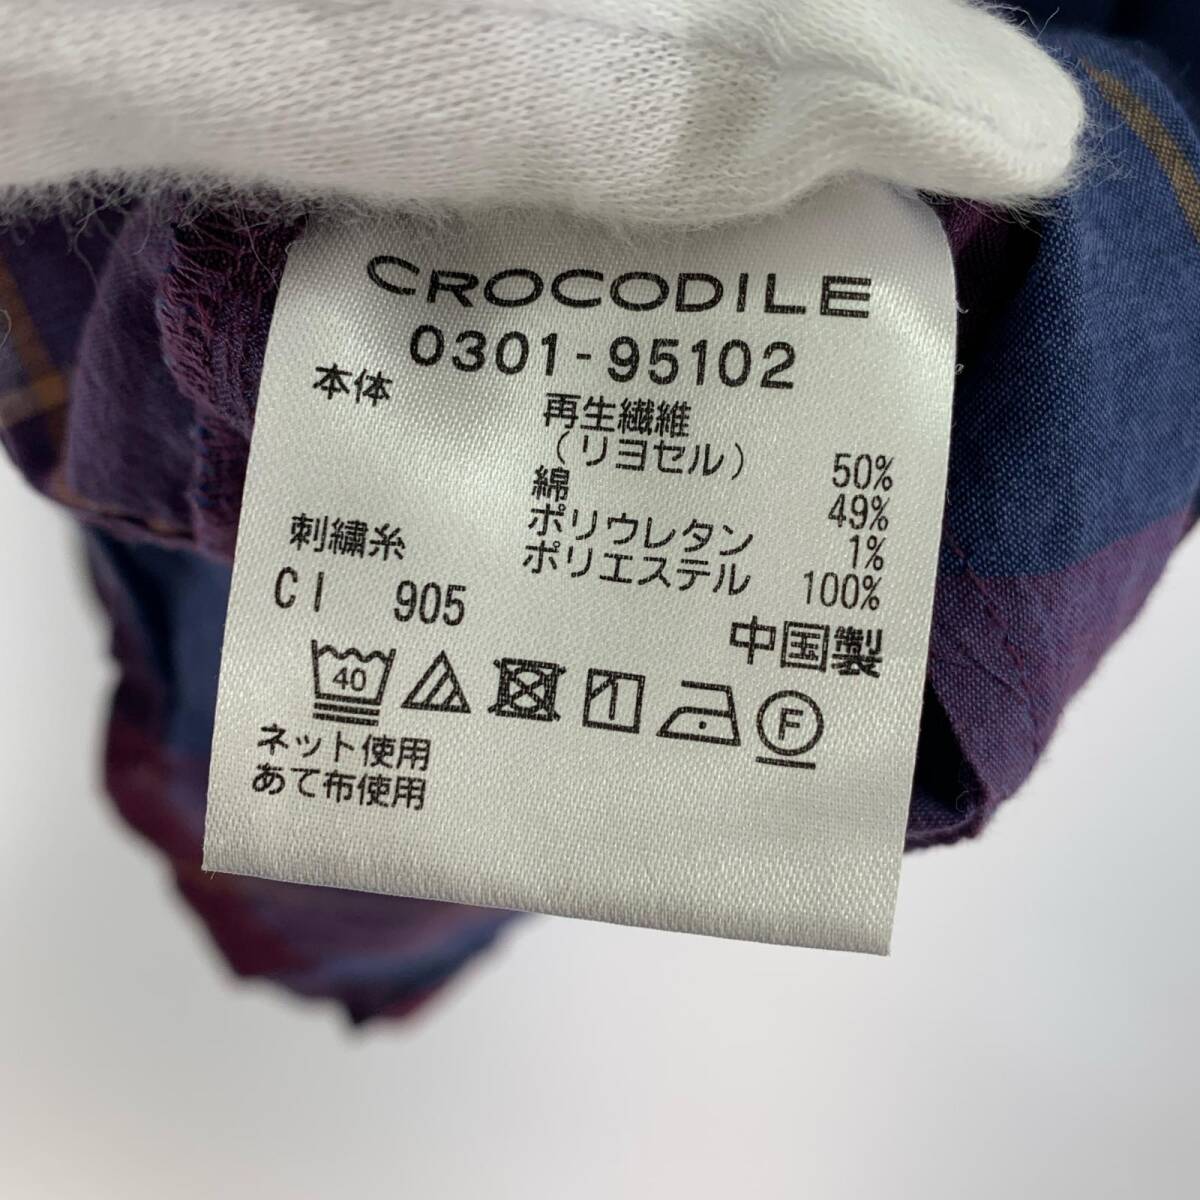 CROCODILE
0301-95102
本体
再生繊維
(リヨセル) 50%
綿 49%
ポリウレタン 1%
刺繍糸 ポリエステル 100%
CI 905
中国製
40
F
ネット使用
あて布使用